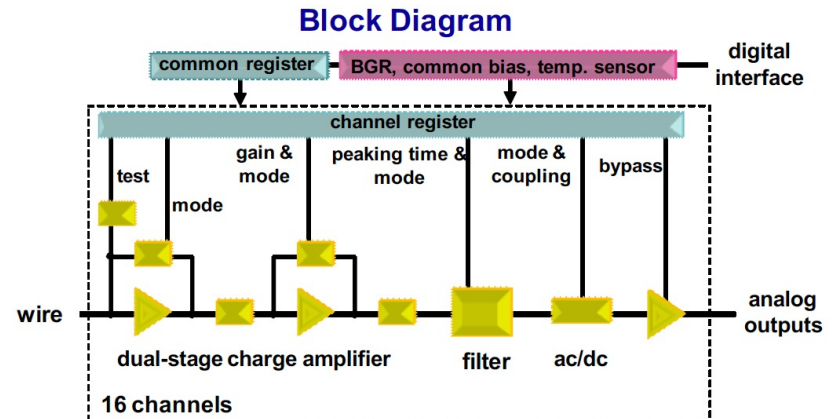 Block Diagram
common register
BGR, common bias, temp. sensor
digital
interface
channel register
test
mode
gain &
mode
peaking time &
mode
mode &
coupling
bypass
wire
analog
outputs
dual-stage charge amplifier
filter
ac/dc
16 channels